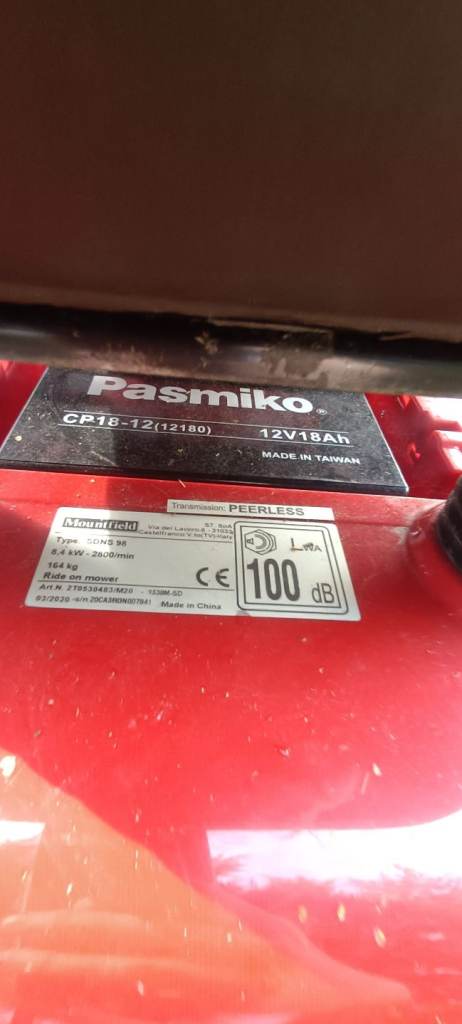 Pasmiko®
CP18-12(12180) 12V18Ah
MADE IN TAIWAN
Transmission: PEERLESS
Mountfield ST. SpA
Via del Lavoro 6 - 31033
Castelfranco V.to(TV)-Italy
Type SDNS 98
8,4 kW - 2600/min
164 kg
Ride on mower
Art.N. 2T0530483/M20 - 1538M-SD
03/2020 Made in China
CE
LWA
100 dB